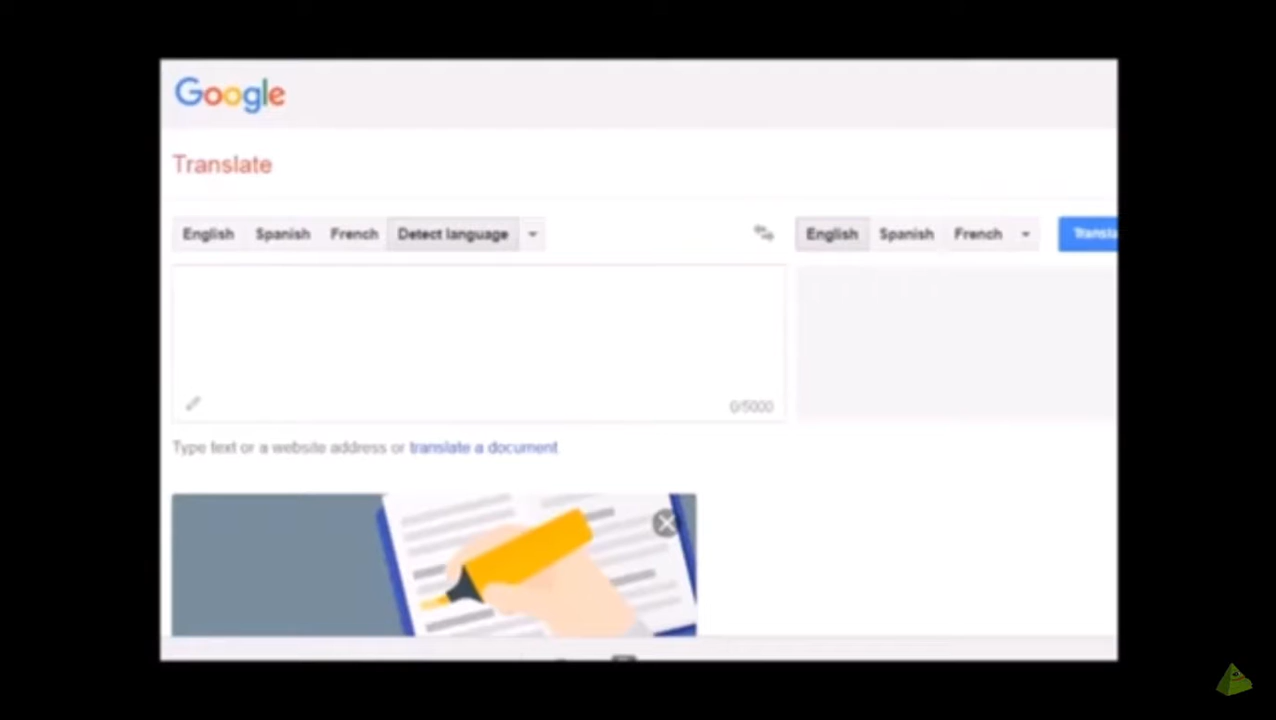 Google
Translate
English Spanish French Detect language
English Spanish French
0/5000
Type text or a website address or translate a document